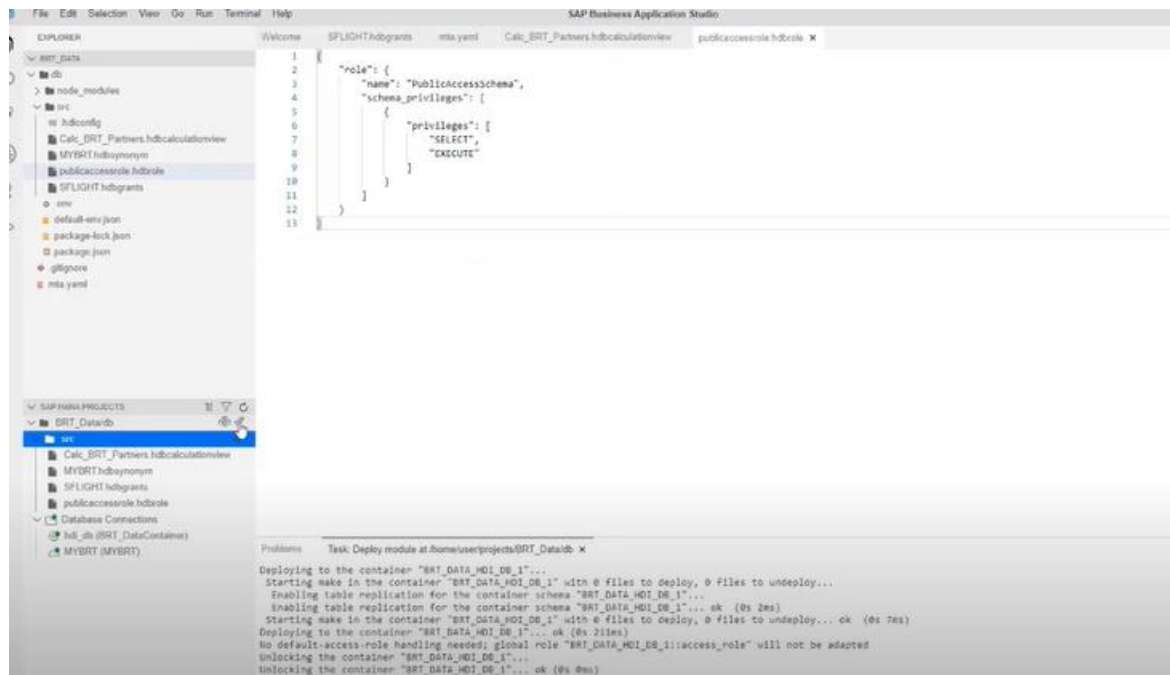 File Edit Selection View Go Run Terminal Help
SAP Business Application Studio
EXPLORER
Welcome
SFLIGHT.hdbgrants
mta.yaml
Calc_BRT_Partners.hdbcalculationview
publicaccessrole.hdbrole ×
BRT_DATA
db
node_modules
src
.hdiconfig
Calc_BRT_Partners.hdbcalculationview
MYBRT.hdbsynonym
publicaccessrole.hdbrole
SFLIGHT.hdbgrants
.env
default-env.json
package-lock.json
package.json
.gitignore
mta.yaml
1 {
2 "role": {
3 "name": "PublicAccessSchema",
4 "schema_privileges": [
5 {
6 "privileges": [
7 "SELECT",
8 "EXECUTE"
9 ]
10 }
11 ]
12 }
13 }
SAP HANA PROJECTS
BRT_Data/db
src
Calc_BRT_Partners.hdbcalculationview
MYBRT.hdbsynonym
SFLIGHT.hdbgrants
publicaccessrole.hdbrole
Database Connections
hdi_db (BRT_DataContainer)
MYBRT (MYBRT)
Problems
Task: Deploy module at /home/user/projects/BRT_Data/db ×
Deploying to the container "BRT_DATA_HDI_DB_1"...
Starting make in the container "BRT_DATA_HDI_DB_1" with 0 files to deploy, 0 files to undeploy...
Enabling table replication for the container schema "BRT_DATA_HDI_DB_1"...
Enabling table replication for the container schema "BRT_DATA_HDI_DB_1"... ok (0s 2ms)
Starting make in the container "BRT_DATA_HDI_DB_1" with 0 files to deploy, 0 files to undeploy... ok (0s 7ms)
Deploying to the container "BRT_DATA_HDI_DB_1"... ok (0s 211ms)
No default-access-role handling needed; global role "BRT_DATA_HDI_DB_1::access_role" will not be adapted
Unlocking the container "BRT_DATA_HDI_DB_1"...
Unlocking the container "BRT_DATA_HDI_DB_1"... ok (0s 0ms)